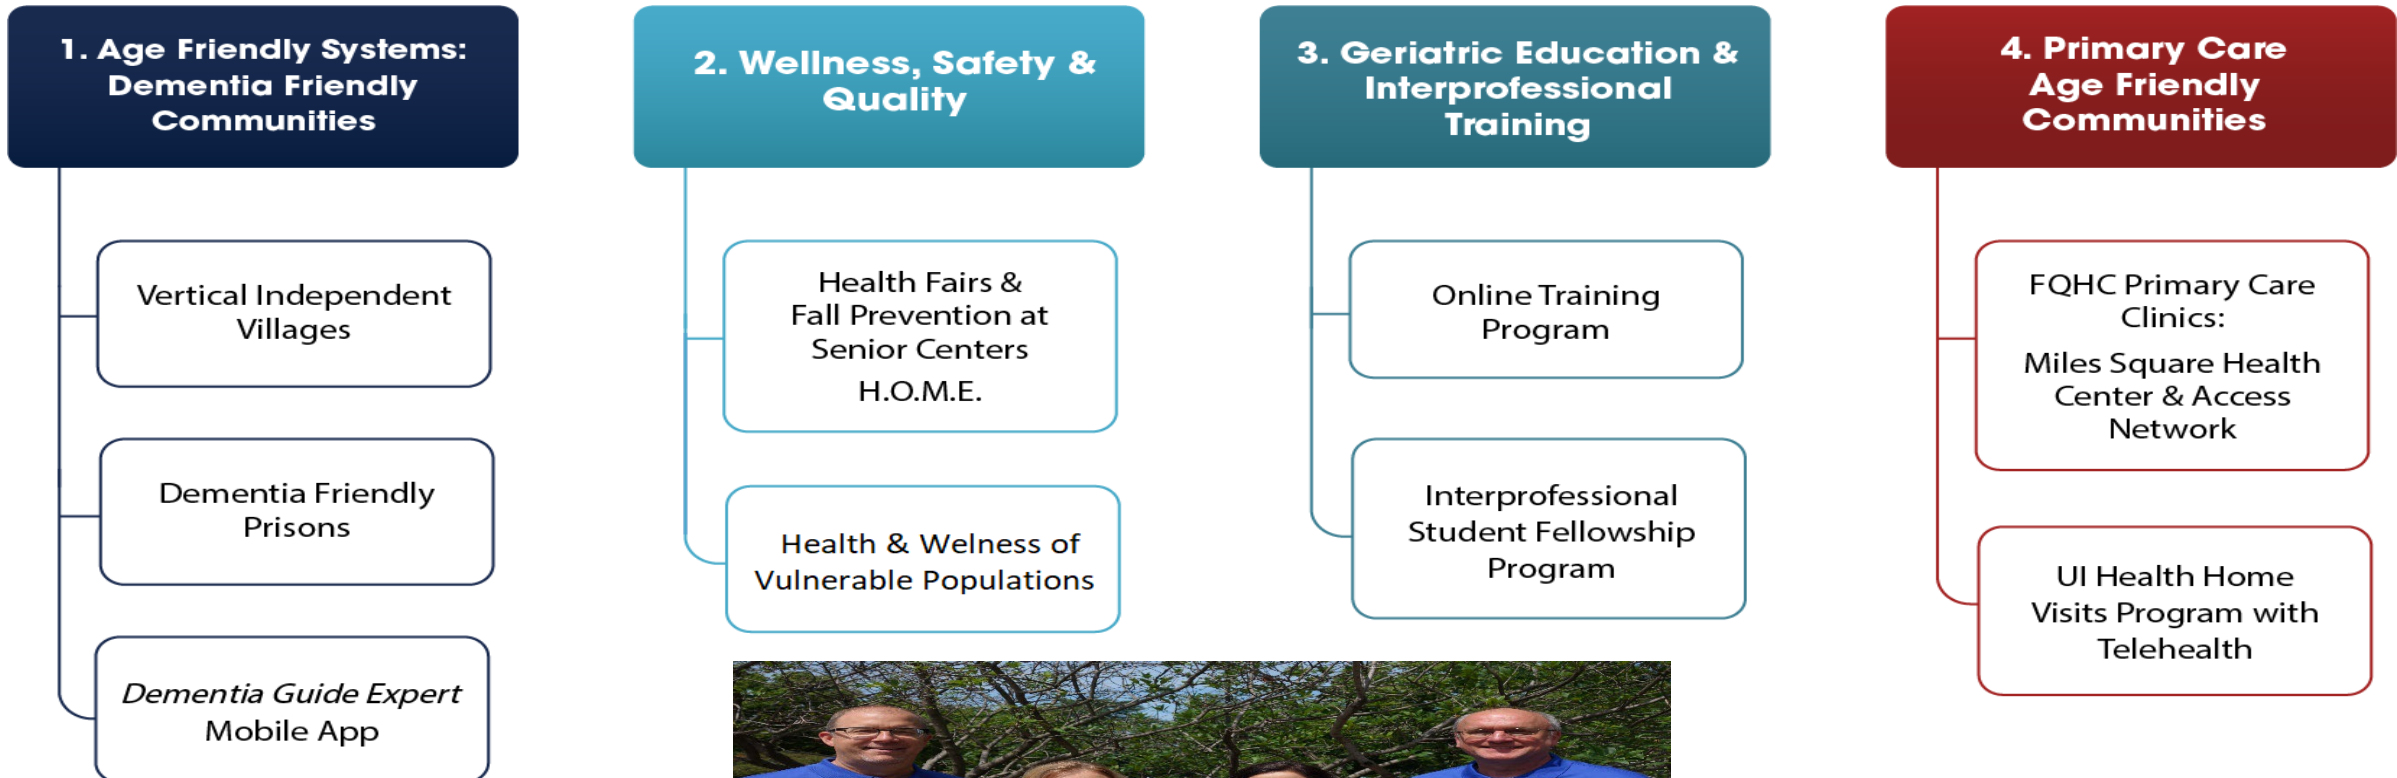 1. Age Friendly Systems:
Dementia Friendly
Communities
Vertical Independent
Villages
Dementia Friendly
Prisons
Dementia Guide Expert
Mobile App
2. Wellness, Safety &
Quality
Health Fairs &
Fall Prevention at
Senior Centers
H.O.M.E.
Health & Welness of
Vulnerable Populations
3. Geriatric Education &
Interprofessional
Training
Online Training
Program
Interprofessional
Student Fellowship
Program
4. Primary Care
Age Friendly
Communities
FQHC Primary Care
Clinics:
Miles Square Health
Center & Access
Network
UI Health Home
Visits Program with
Telehealth